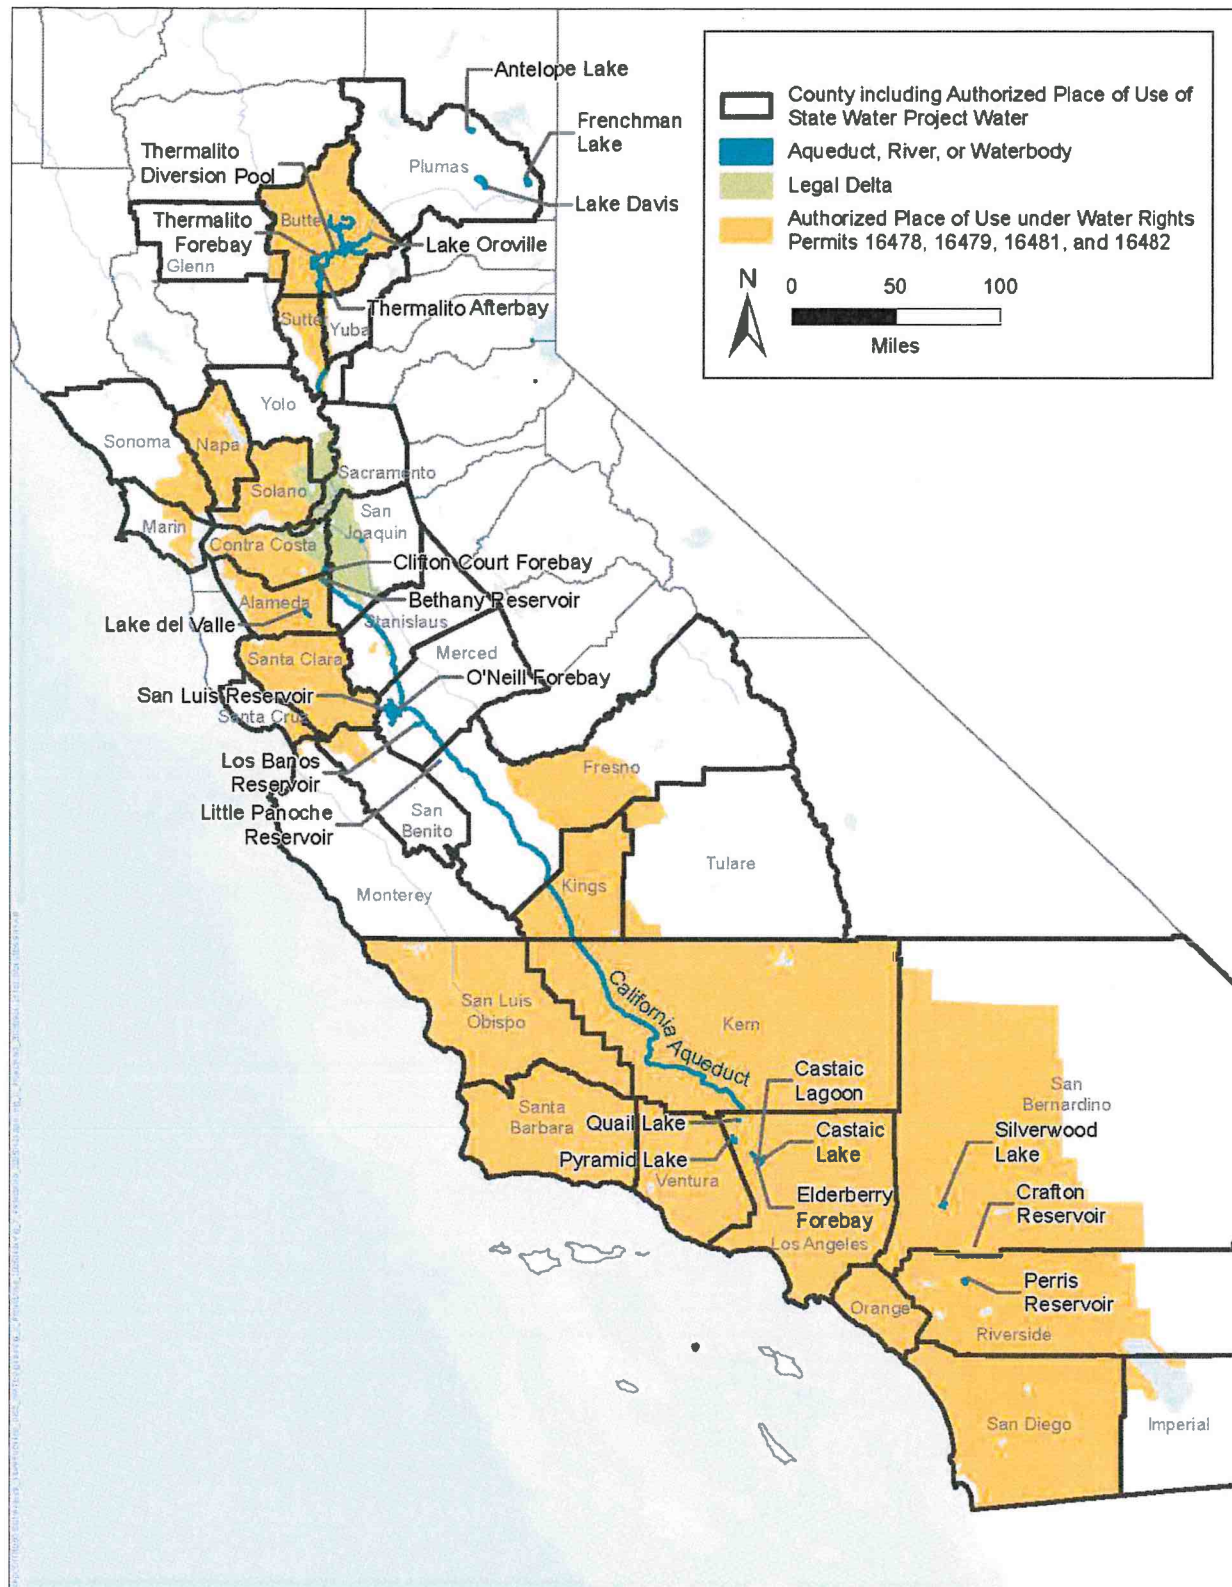 County including Authorized Place of Use of
State Water Project Water
Aqueduct, River, or Waterbody
Legal Delta
Authorized Place of Use under Water Rights
Permits 16478, 16479, 16481, and 16482
N
0 50 100
Miles
Antelope Lake
Frenchman
Lake
Thermalito
Diversion Pool
Plumas
Lake Davis
Thermalito
Forebay
Butte
Lake Oroville
Glenn
Thermalito Afterbay
Sutter
Yuba
Yolo
Sonoma
Napa
Sacramento
Solano
San
Joaquin
Marin
Contra Costa
Clifton Court Forebay
Bethany Reservoir
Alameda
Stanislaus
Lake del Valle
Santa Clara
Merced
O'Neill Forebay
San Luis Reservoir
Santa Cruz
Los Banos
Reservoir
Fresno
Little Panoche
Reservoir
San
Benito
Tulare
Kings
Monterey
California
Aqueduct
San Luis
Obispo
Kern
Castaic
Lagoon
San
Bernardino
Santa
Barbara
Quail Lake
Castaic
Lake
Silverwood
Lake
Pyramid Lake
Ventura
Elderberry
Forebay
Crafton
Reservoir
Los Angeles
Perris
Reservoir
Orange
Riverside
San Diego
Imperial